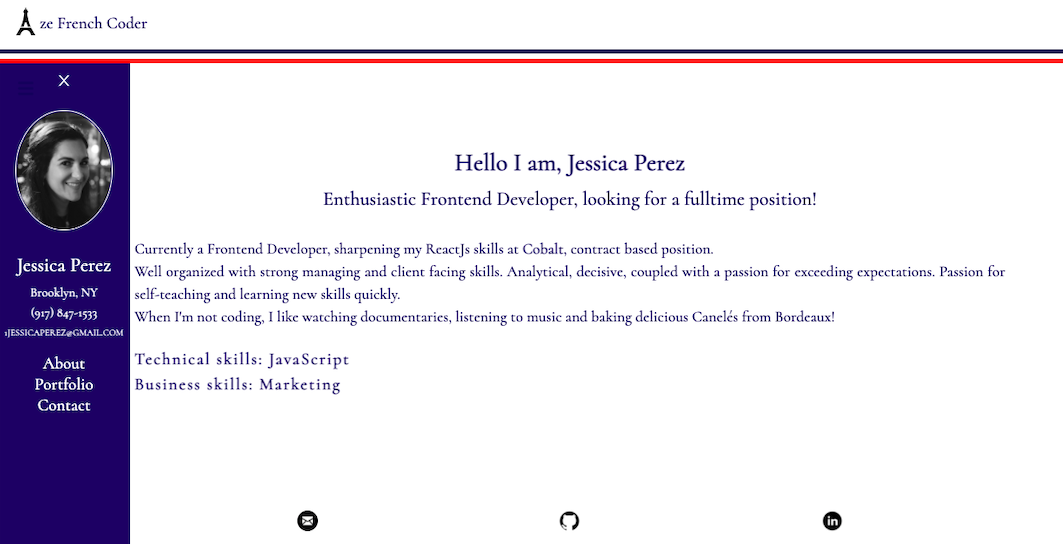 ze French Coder
X
Jessica Perez
Brooklyn, NY
(917) 847-1533
1JESSICAPEREZ@GMAIL.COM
About
Portfolio
Contact
Hello I am, Jessica Perez
Enthusiastic Frontend Developer, looking for a fulltime position!
Currently a Frontend Developer, sharpening my ReactJs skills at Cobalt, contract based position.
Well organized with strong managing and client facing skills. Analytical, decisive, coupled with a passion for exceeding expectations. Passion for
self-teaching and learning new skills quickly.
When I'm not coding, I like watching documentaries, listening to music and baking delicious Canelés from Bordeaux!
Technical skills: JavaScript
Business skills: Marketing
in